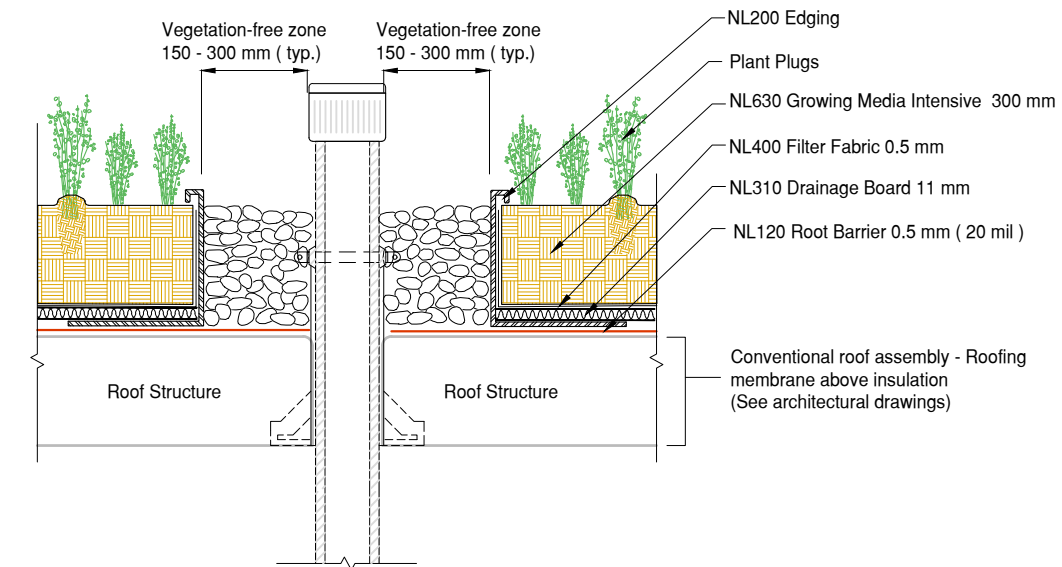 Vegetation-free zone
150 - 300 mm ( typ.)
Vegetation-free zone
150 - 300 mm ( typ.)
NL200 Edging
Plant Plugs
NL630 Growing Media Intensive 300 mm
NL400 Filter Fabric 0.5 mm
NL310 Drainage Board 11 mm
NL120 Root Barrier 0.5 mm ( 20 mil )
Roof Structure
Roof Structure
Conventional roof assembly - Roofing
membrane above insulation
(See architectural drawings)